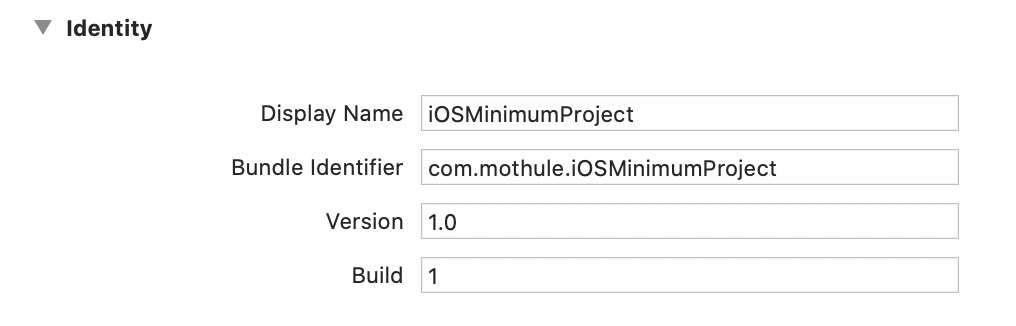 Identity
Display Name iOSMinimumProject
Bundle Identifier com.mothule.iOSMinimumProject
Version 1.0
Build 1